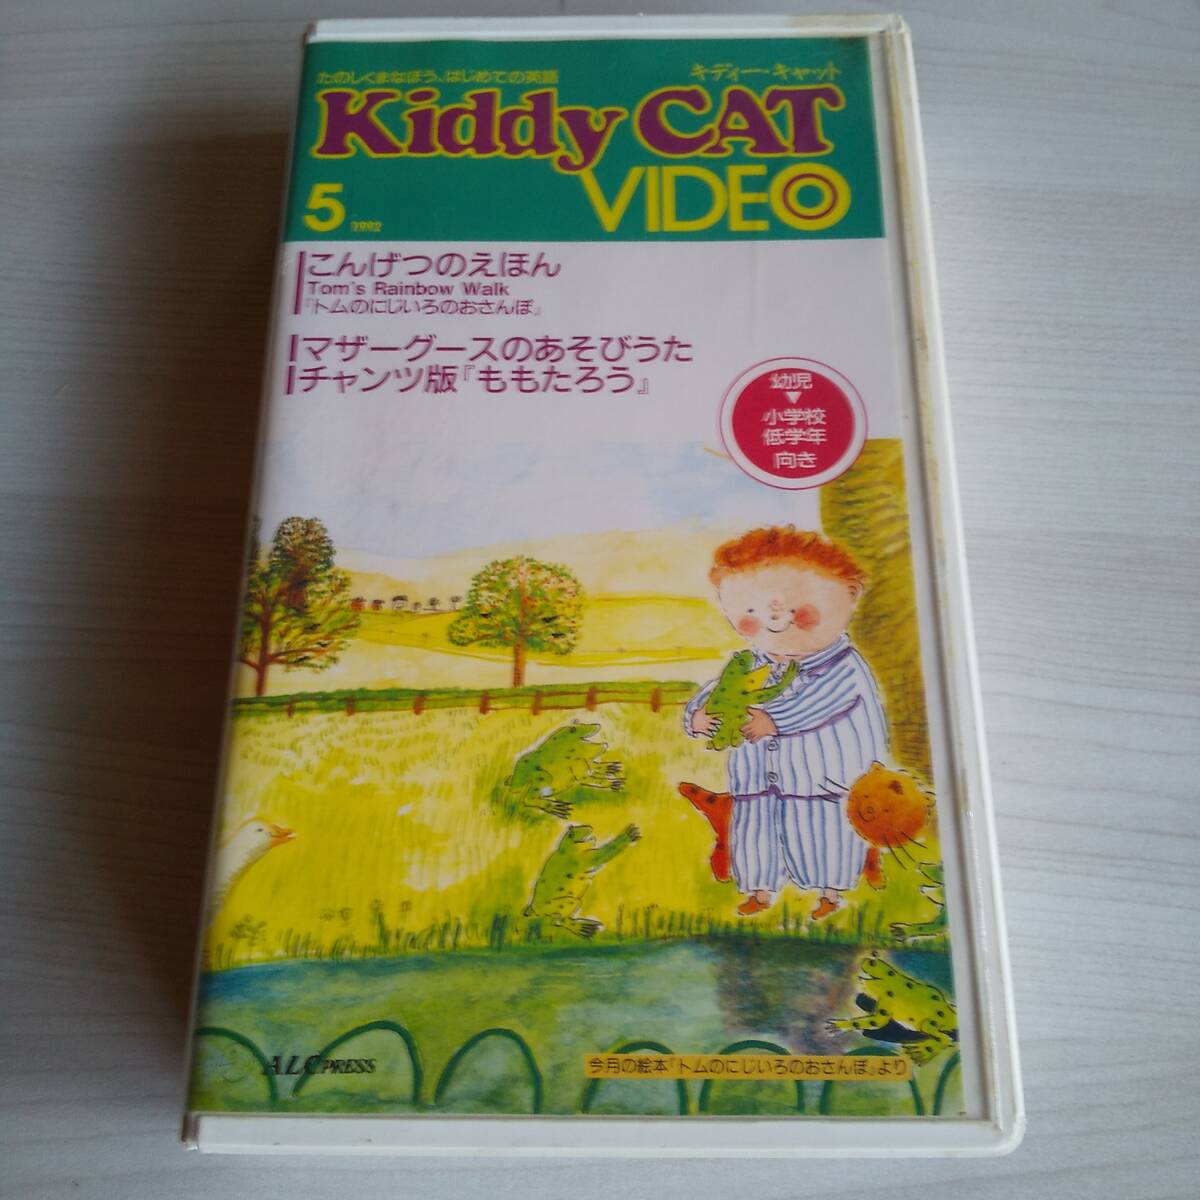 たのしくまなぼう、はじめての英語
キディー・キャット
Kiddy CAT
VIDEO
5 1992
こんげつのえほん
Tom's Rainbow Walk
『トムのにじいろのおさんぽ』
マザーグースのあそびうた
チャンツ版『ももたろう』
幼児
▼
小学校
低学年
向き
ALC PRESS
今月の絵本『トムのにじいろのおさんぽ』より